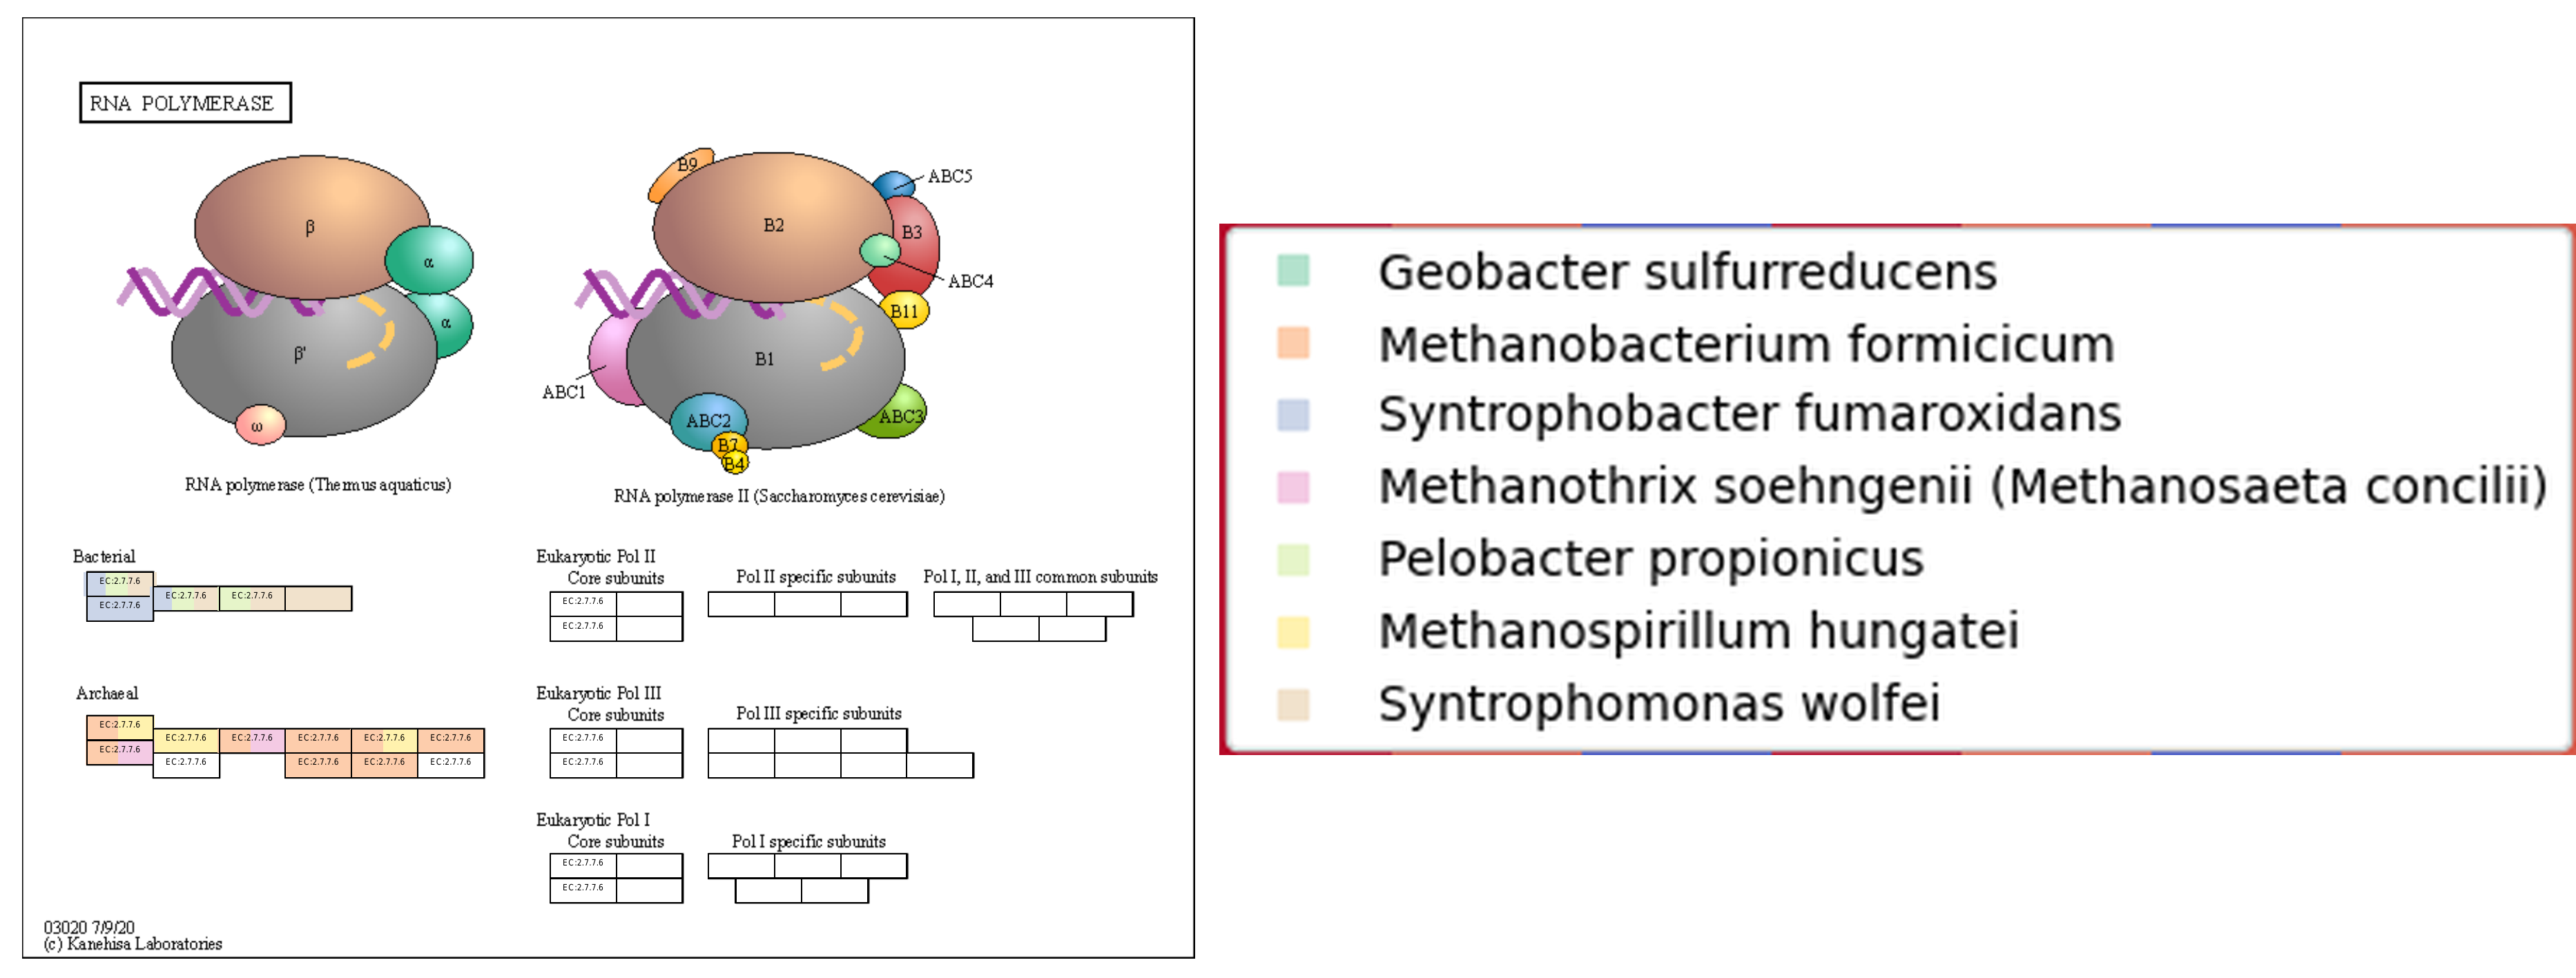 RNA POLYMERASE
B9
ABC5
β
B2
B3
α
ABC4
α
B11
β'
B1
ABC1
ABC2
ABC3
ω
B7
B4
RNA polymerase (Thermus aquaticus)
RNA polymerase II (Saccharomyces cerevisiae)
Bacterial
EC:2.7.7.6
EC:2.7.7.6 EC:2.7.7.6
EC:2.7.7.6
Eukaryotic Pol II
Core subunits
Pol II specific subunits
Pol I, II, and III common subunits
EC:2.7.7.6
EC:2.7.7.6
Archaeal
EC:2.7.7.6
EC:2.7.7.6 EC:2.7.7.6 EC:2.7.7.6 EC:2.7.7.6 EC:2.7.7.6
EC:2.7.7.6
EC:2.7.7.6 EC:2.7.7.6 EC:2.7.7.6 EC:2.7.7.6
Eukaryotic Pol III
Core subunits
Pol III specific subunits
EC:2.7.7.6
EC:2.7.7.6
Eukaryotic Pol I
Core subunits
Pol I specific subunits
EC:2.7.7.6
EC:2.7.7.6
03020 7/9/20
(c) Kanehisa Laboratories
Geobacter sulfurreducens
Methanobacterium formicicum
Syntrophobacter fumaroxidans
Methanothrix soehngenii (Methanosaeta concilii)
Pelobacter propionicus
Methanospirillum hungatei
Syntrophomonas wolfei